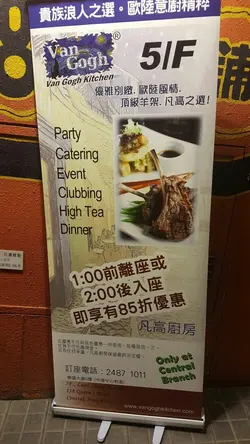 貴族浪人之選·歐陸意廚精粹
Van Gogh
®
Van Gogh Kitchen
5/F
優雅別緻，歐陸風情，
頂級羊架，凡高之選！
Party
Catering
Event
Clubbing
High Tea
Dinner
1:00前離座或
2:00後入座
即享有85折優惠
凡高廚房
Only at
Central
Branch
訂座電話：2487 1011
www.vangoghkitchen.com